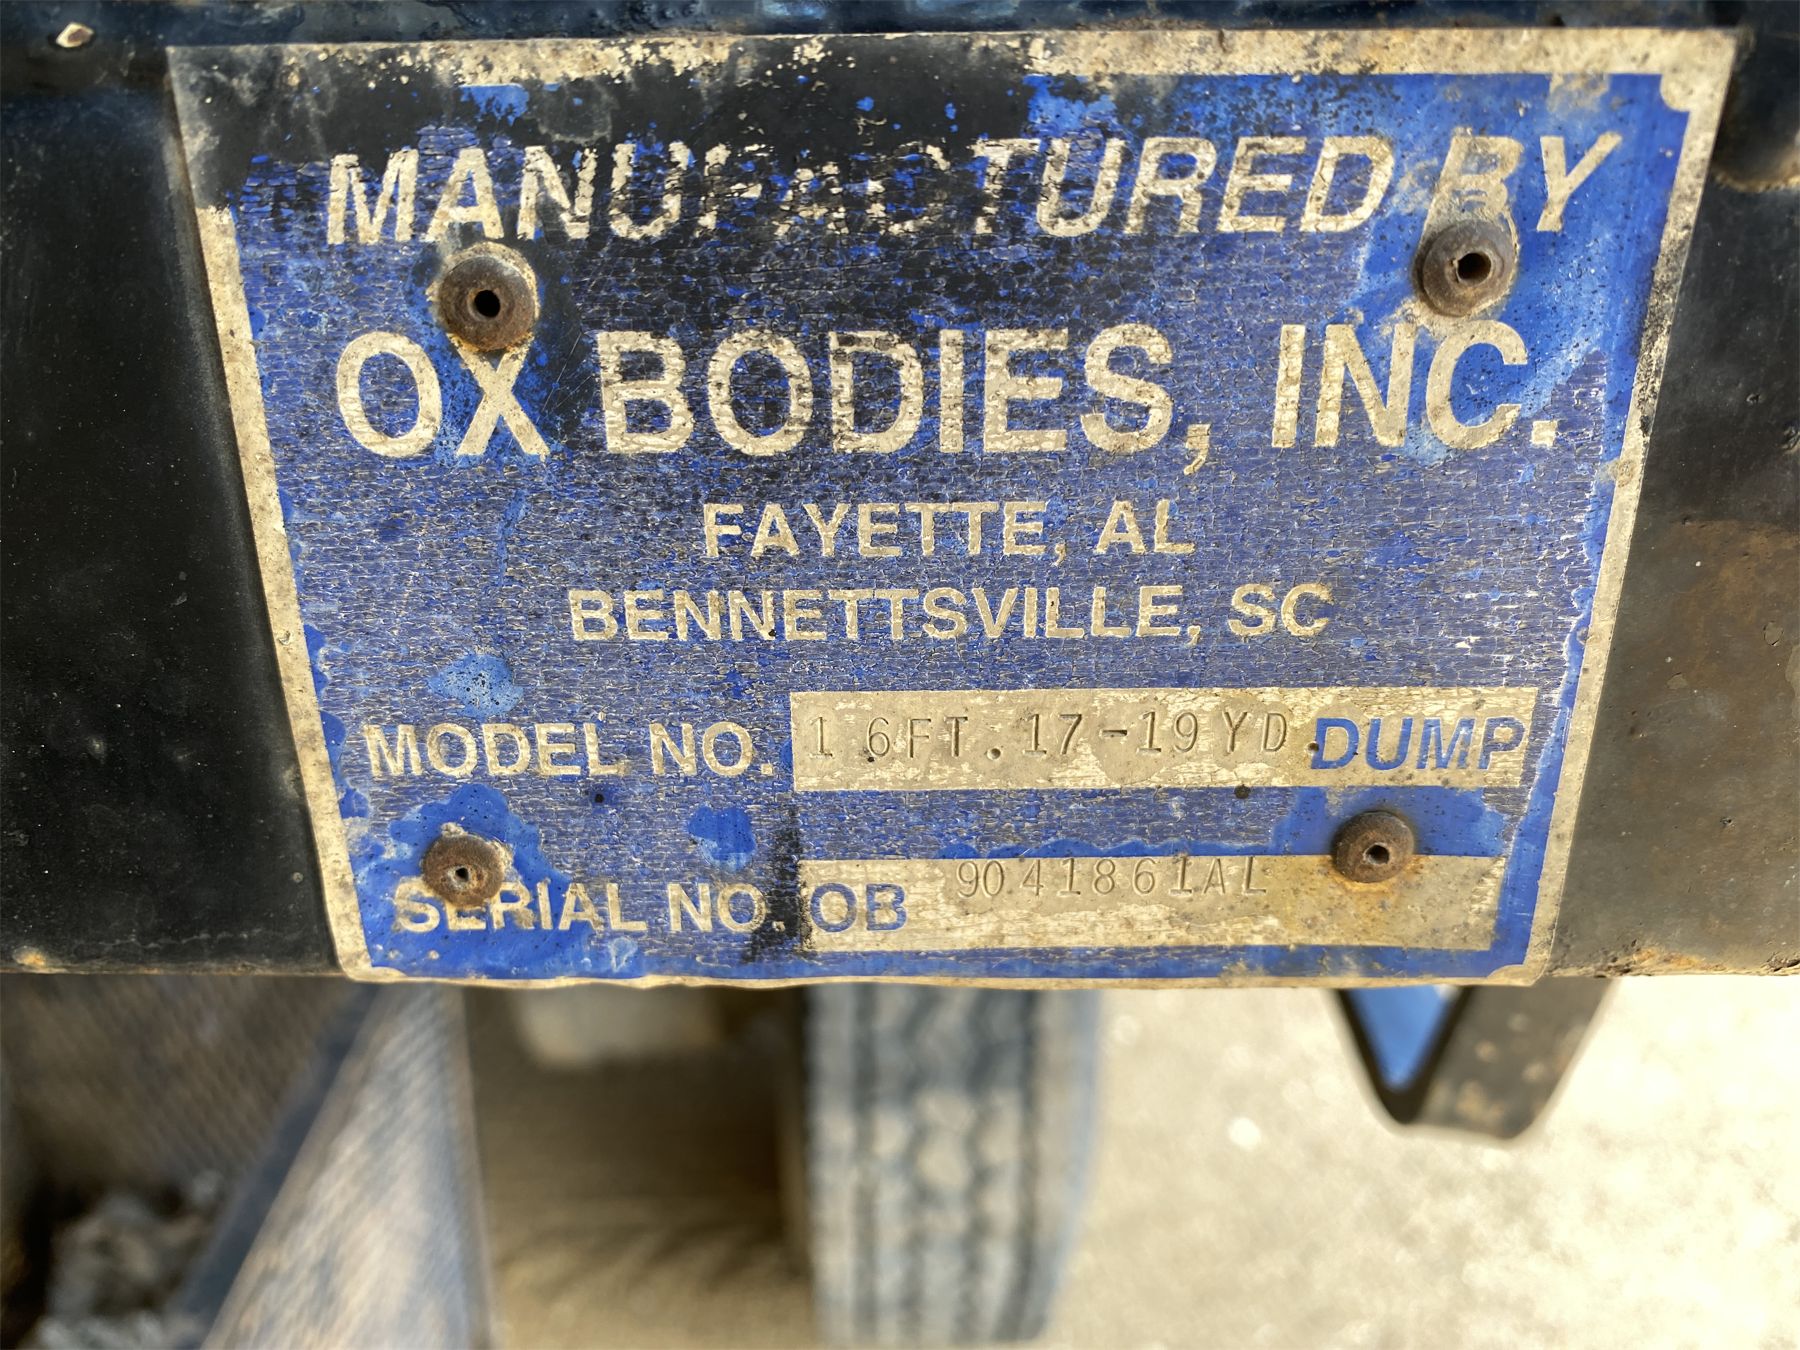 MANUFACTURED BY
OX BODIES, INC.
FAYETTE, AL
BENNETTSVILLE, SC
MODEL NO. 16FT. 17-19YD. DUMP
SERIAL NO. OB 9041861AL